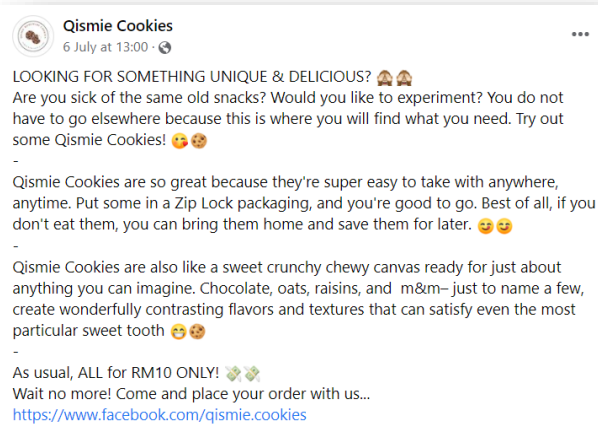 Qismie Cookies
6 July at 13:00 ·
LOOKING FOR SOMETHING UNIQUE & DELICIOUS? 🙈🙈
Are you sick of the same old snacks? Would you like to experiment? You do not
have to go elsewhere because this is where you will find what you need. Try out
some Qismie Cookies! 😋🍪
-
Qismie Cookies are so great because they're super easy to take with anywhere,
anytime. Put some in a Zip Lock packaging, and you're good to go. Best of all, if you
don't eat them, you can bring them home and save them for later. 😋😋
-
Qismie Cookies are also like a sweet crunchy chewy canvas ready for just about
anything you can imagine. Chocolate, oats, raisins, and  m&m– just to name a few,
create wonderfully contrasting flavors and textures that can satisfy even the most
particular sweet tooth 😁🍪
-
As usual, ALL for RM10 ONLY! 💸💸
Wait no more! Come and place your order with us...
https://www.facebook.com/qismie.cookies